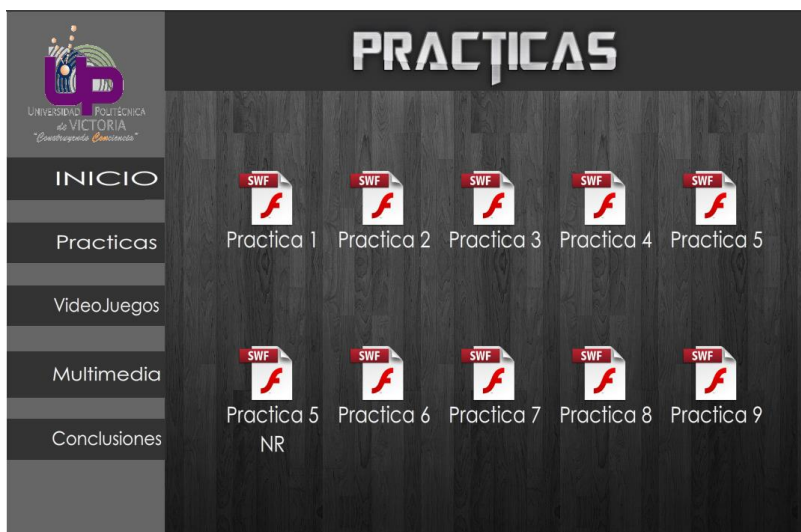 PRACTICAS
UP
UNIVERSIDAD POLITÉCNICA
de VICTORIA
"Construyendo Conciencia"
INICIO
Practicas
VideoJuegos
Multimedia
Conclusiones
SWF SWF SWF SWF SWF
Practica 1 Practica 2 Practica 3 Practica 4 Practica 5
SWF SWF SWF SWF SWF
Practica 5 Practica 6 Practica 7 Practica 8 Practica 9
NR